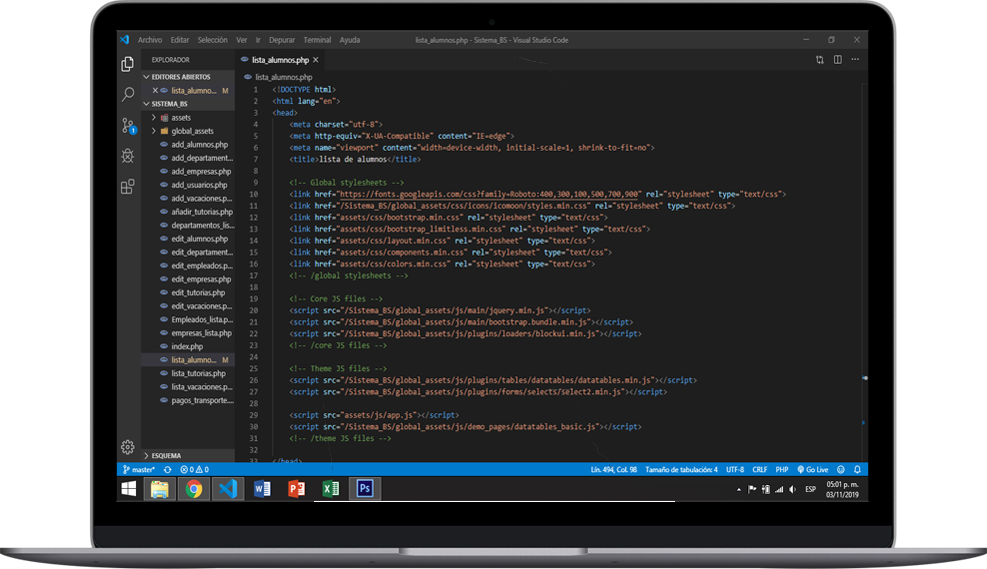 Archivo Editar Selección Ver Ir Depurar Terminal Ayuda lista_alumnos.php - Sistema_BS - Visual Studio Code
EXPLORADOR
EDITORES ABIERTOS
lista_alumno... M
SISTEMA_BS
assets
global_assets
add_alumnos.php
add_departament...
add_empresas.php
add_usuarios.php
add_vacaciones.p...
añadir_tutorias.php
departamentos_lis...
edit_alumnos.php
edit_departament...
edit_empleados.p...
edit_empresas.php
edit_tutorias.php
edit_vacaciones.p...
Empleados_lista.p...
empresas_lista.php
index.php
lista_alumno... M
lista_tutorias.php
lista_vacaciones.p...
pagos_transporte....
ESQUEMA
lista_alumnos.php
lista_alumnos.php
1 <!DOCTYPE html>
2 <html lang="en">
3 <head>
4 <meta charset="utf-8">
5 <meta http-equiv="X-UA-Compatible" content="IE=edge">
6 <meta name="viewport" content="width=device-width, initial-scale=1, shrink-to-fit=no">
7 <title>lista de alumnos</title>
8
9 <!-- Global stylesheets -->
10 <link href="https://fonts.googleapis.com/css?family=Roboto:400,300,100,500,700,900" rel="stylesheet" type="text/css">
11 <link href="/Sistema_BS/global_assets/css/icons/icomoon/styles.min.css" rel="stylesheet" type="text/css">
12 <link href="assets/css/bootstrap.min.css" rel="stylesheet" type="text/css">
13 <link href="assets/css/bootstrap_limitless.min.css" rel="stylesheet" type="text/css">
14 <link href="assets/css/layout.min.css" rel="stylesheet" type="text/css">
15 <link href="assets/css/components.min.css" rel="stylesheet" type="text/css">
16 <link href="assets/css/colors.min.css" rel="stylesheet" type="text/css">
17 <!-- /global stylesheets -->
18
19 <!-- Core JS files -->
20 <script src="/Sistema_BS/global_assets/js/main/jquery.min.js"></script>
21 <script src="/Sistema_BS/global_assets/js/main/bootstrap.bundle.min.js"></script>
22 <script src="/Sistema_BS/global_assets/js/plugins/loaders/blockui.min.js"></script>
23 <!-- /core JS files -->
24
25 <!-- Theme JS files -->
26 <script src="/Sistema_BS/global_assets/js/plugins/tables/datatables/datatables.min.js"></script>
27 <script src="/Sistema_BS/global_assets/js/plugins/forms/selects/select2.min.js"></script>
28
29 <script src="assets/js/app.js"></script>
30 <script src="/Sistema_BS/global_assets/js/demo_pages/datatables_basic.js"></script>
31 <!-- /theme JS files -->
32
33 </head>
1
master* 0 0 Lín. 494, Col. 98 Tamaño de tabulación: 4 UTF-8 CRLF PHP Go Live
W P X Ps ESP 05:01 p. m.
03/11/2019